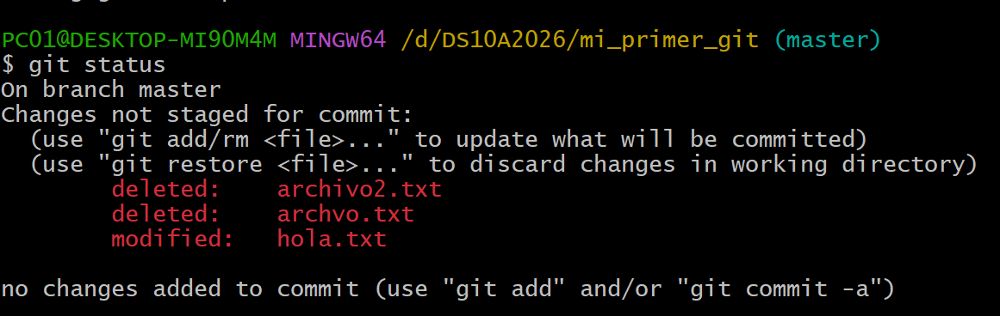 PC01@DESKTOP-MI90M4M MINGW64 /d/DS10A2026/mi_primer_git (master)
$ git status
On branch master
Changes not staged for commit:
  (use "git add/rm <file>..." to update what will be committed)
  (use "git restore <file>..." to discard changes in working directory)
        deleted:    archivo2.txt
        deleted:    archvo.txt
        modified:   hola.txt
no changes added to commit (use "git add" and/or "git commit -a")